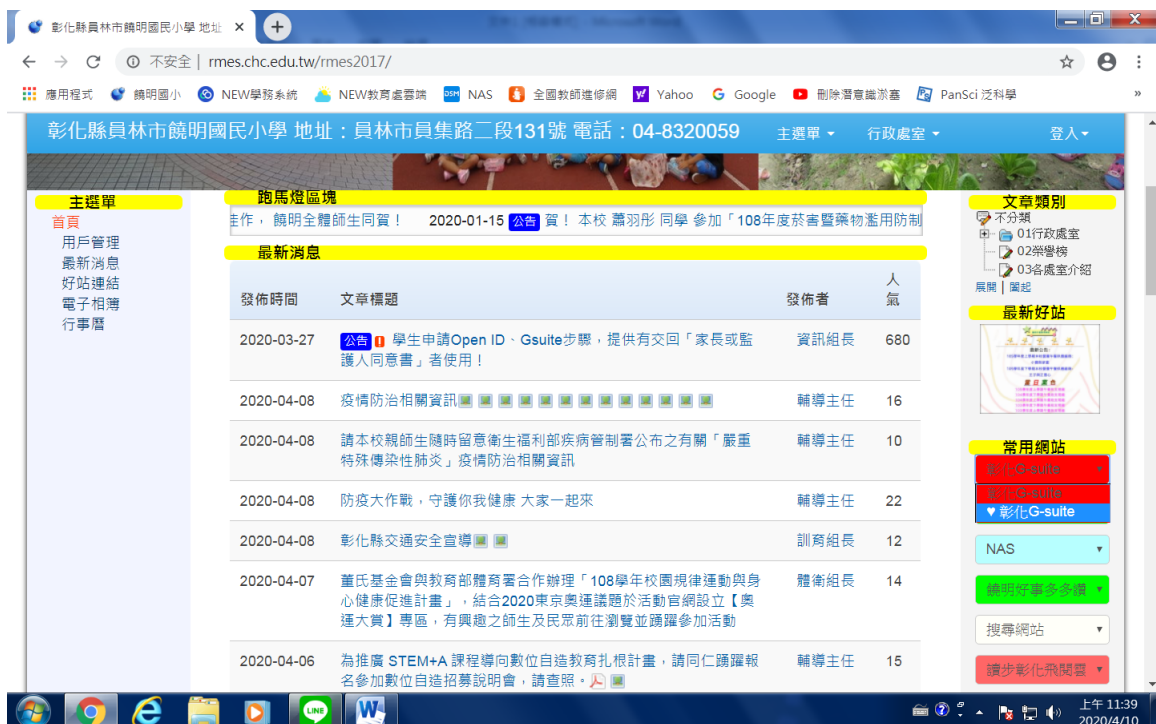 彰化縣員林市饒明國民小學 地址
不安全 | rmes.chc.edu.tw/rmes2017/
應用程式 饒明國小 NEW學務系統 NEW教育處雲端 DSM NAS 全國教師進修網 Yahoo Google 刪除潛意識淤塞 PanSci 泛科學 »
彰化縣員林市饒明國民小學 地址：員林市員集路二段131號 電話：04-8320059 主選單 行政處室 登入
主選單
首頁
用戶管理
最新消息
好站連結
電子相簿
行事曆
跑馬燈區塊
佳作， 饒明全體師生同賀！ 2020-01-15 公告 賀！ 本校 蕭羽彤 同學 參加「108年度菸害暨藥物濫用防制
最新消息
發佈時間 文章標題 發佈者 人氣
2020-03-27 公告 學生申請Open ID、Gsuite步驟，提供有交回「家長或監 資訊組長 680
護人同意書」者使用！
2020-04-08 疫情防治相關資訊 輔導主任 16
2020-04-08 請本校親師生隨時留意衛生福利部疾病管制署公布之有關「嚴重 輔導主任 10
特殊傳染性肺炎」疫情防治相關資訊
2020-04-08 防疫大作戰，守護你我健康 大家一起來 輔導主任 22
2020-04-08 彰化縣交通安全宣導 訓育組長 12
2020-04-07 董氏基金會與教育部體育署合作辦理「108學年校園規律運動與身 體衛組長 14
心健康促進計畫」，結合2020東京奧運議題於活動官網設立【奧
運大賞】專區，有興趣之師生及民眾前往瀏覽並踴躍參加活動
2020-04-06 為推廣 STEM+A 課程導向數位自造教育扎根計畫，請同仁踴躍報 輔導主任 15
名參加數位自造招募說明會，請查照。
文章類別
不分類
01行政處室
02榮譽榜
03各處室介紹
展開 | 闔起
最新好站
常用網站
彰化G-suite
彰化G-suite
♥ 彰化G-suite
NAS
饒明好事多多讚
搜尋網站
讀步彰化飛閱雲
LINE
上午 11:39
2020/4/10